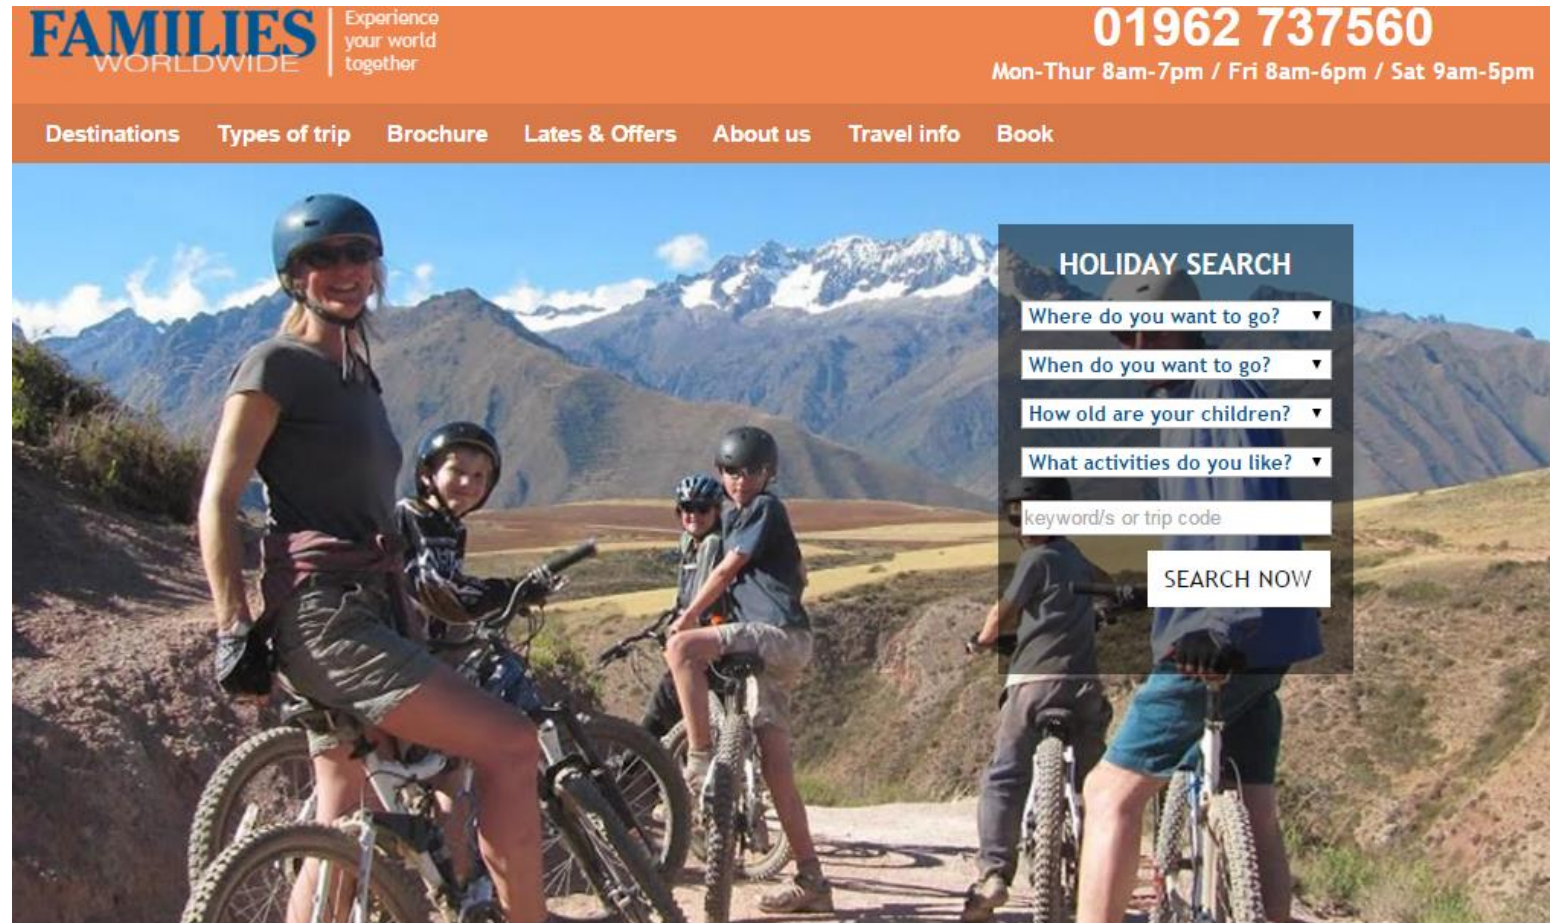 FAMILIES
WORLDWIDE
Experience
your world
together
01962 737560
Mon-Thur 8am-7pm / Fri 8am-6pm / Sat 9am-5pm
Destinations Types of trip Brochure Lates & Offers About us Travel info Book
HOLIDAY SEARCH
Where do you want to go?
When do you want to go?
How old are your children?
What activities do you like?
keyword/s or trip code
SEARCH NOW